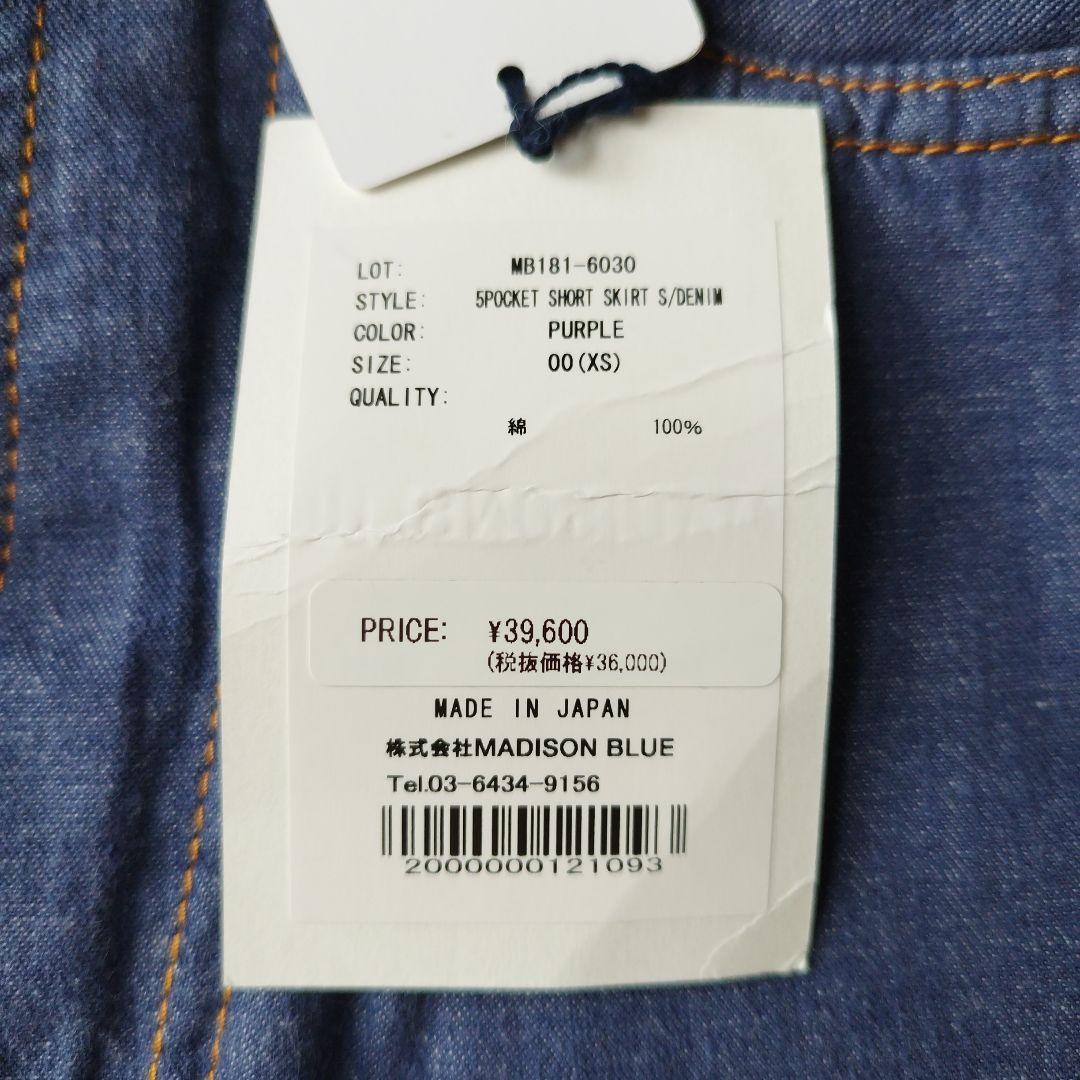 LOT: MB181-6030
STYLE: 5POCKET SHORT SKIRT S/DENIM
COLOR: PURPLE
SIZE: 00(XS)
QUALITY:
綿 100%
PRICE: ¥39,600
(税抜価格¥36,000)
MADE IN JAPAN
株式会社MADISON BLUE
Tel.03-6434-9156
2000000121093